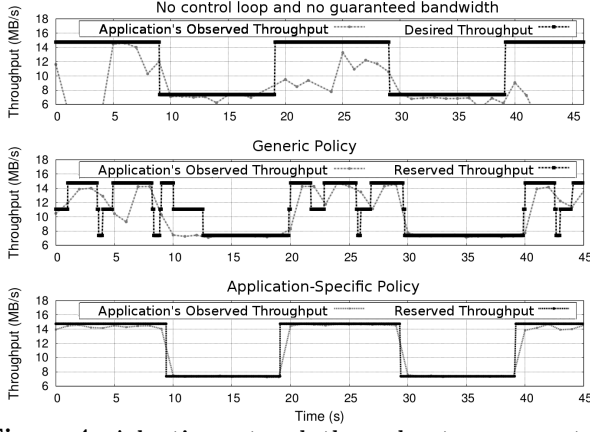 No control loop and no guaranteed bandwidth
Throughput (MB/s)
18
16
14
12
10
8
6
Application's Observed Throughput
Desired Throughput
0 5 10 15 20 25 30 35 40 45
Generic Policy
Throughput (MB/s)
18
16
14
12
10
8
6
Application's Observed Throughput
Reserved Throughput
0 5 10 15 20 25 30 35 40 45
Application-Specific Policy
Throughput (MB/s)
18
16
14
12
10
8
6
Application's Observed Throughput
Reserved Throughput
0 5 10 15 20 25 30 35 40 45
Time (s)